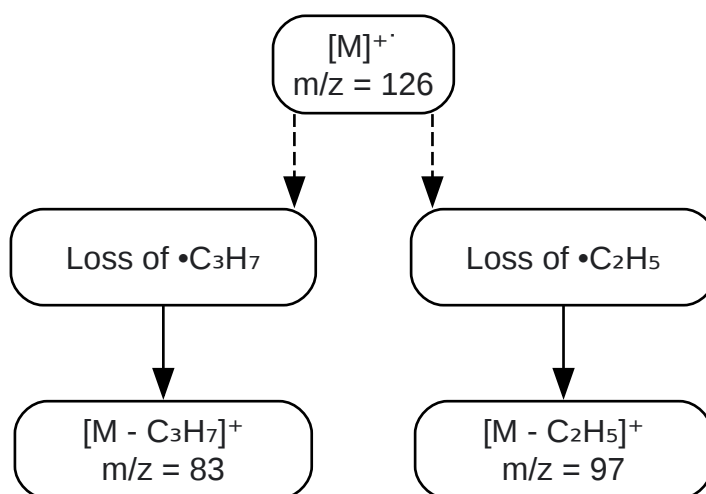 [M]⁺˙
m/z = 126
Loss of •C₃H₇
Loss of •C₂H₅
[M - C₃H₇]⁺
m/z = 83
[M - C₂H₅]⁺
m/z = 97